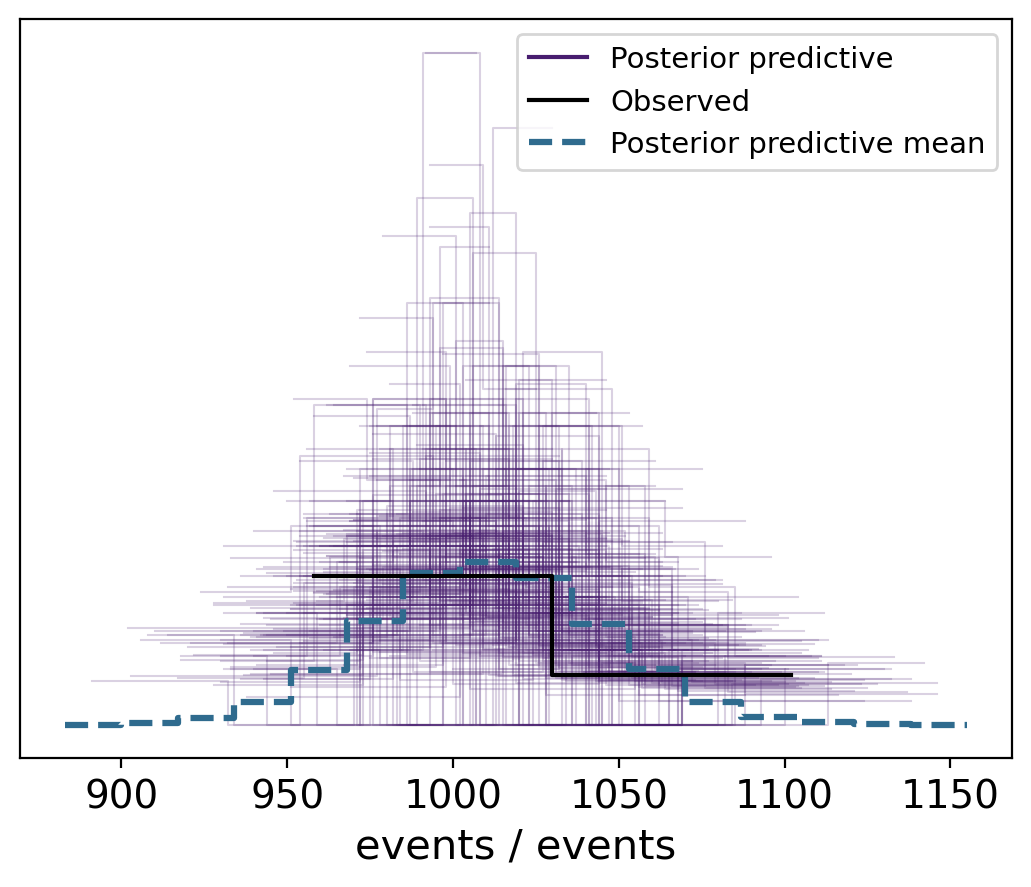 Posterior predictive
Observed
Posterior predictive mean
900 950 1000 1050 1100 1150
events / events